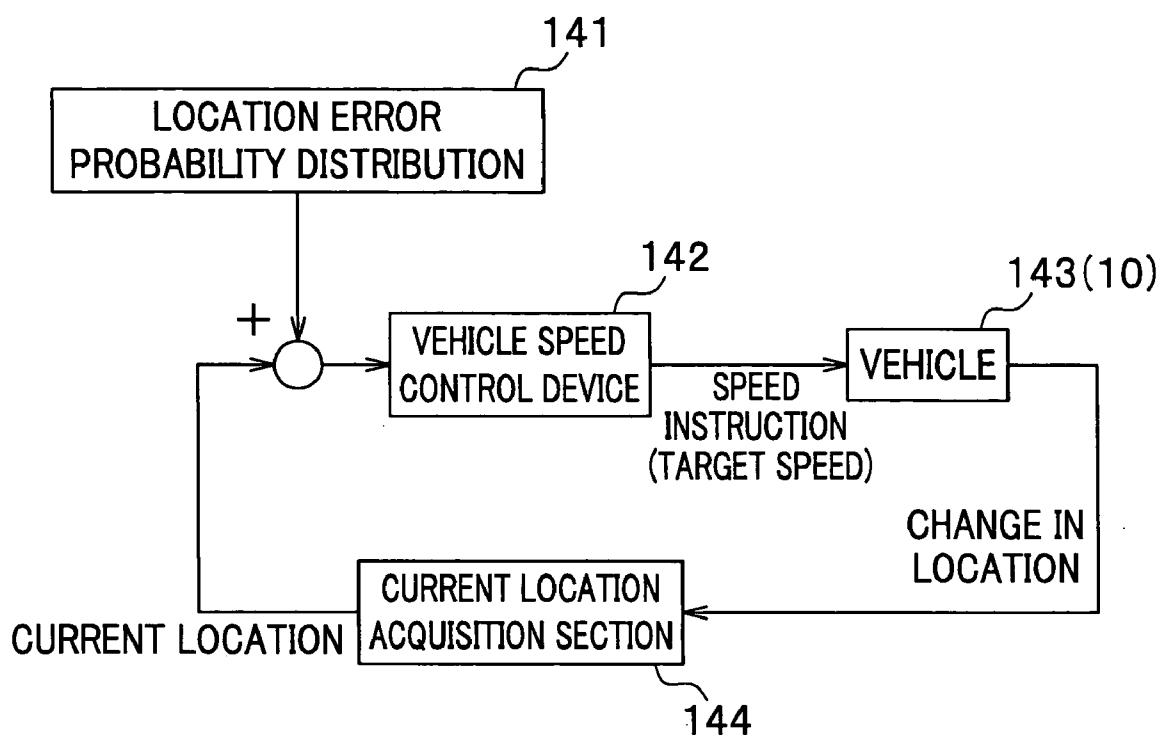 141
LOCATION ERROR
PROBABILITY DISTRIBUTION
142
143(10)
+
VEHICLE SPEED
CONTROL DEVICE
VEHICLE
SPEED
INSTRUCTION
(TARGET SPEED)
CHANGE IN
LOCATION
CURRENT LOCATION
ACQUISITION SECTION
CURRENT LOCATION
144